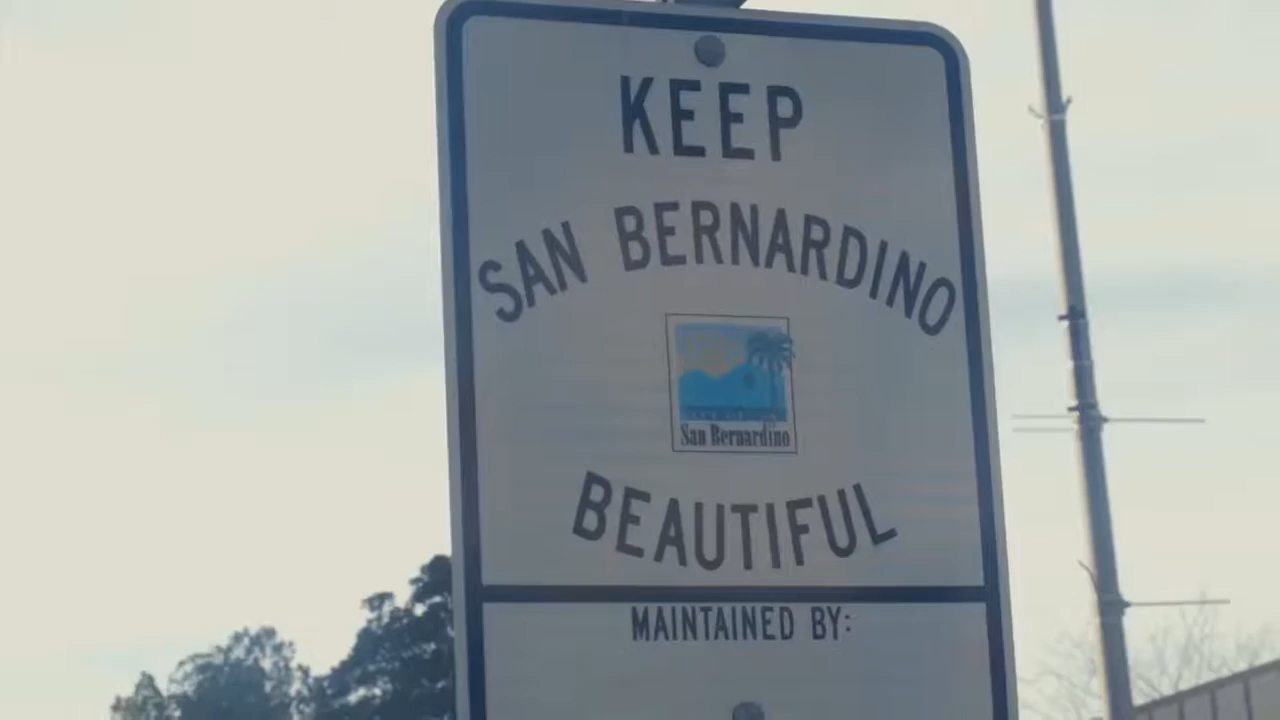 KEEP
SAN BERNARDINO
San Bernardino
BEAUTIFUL
MAINTAINED BY: